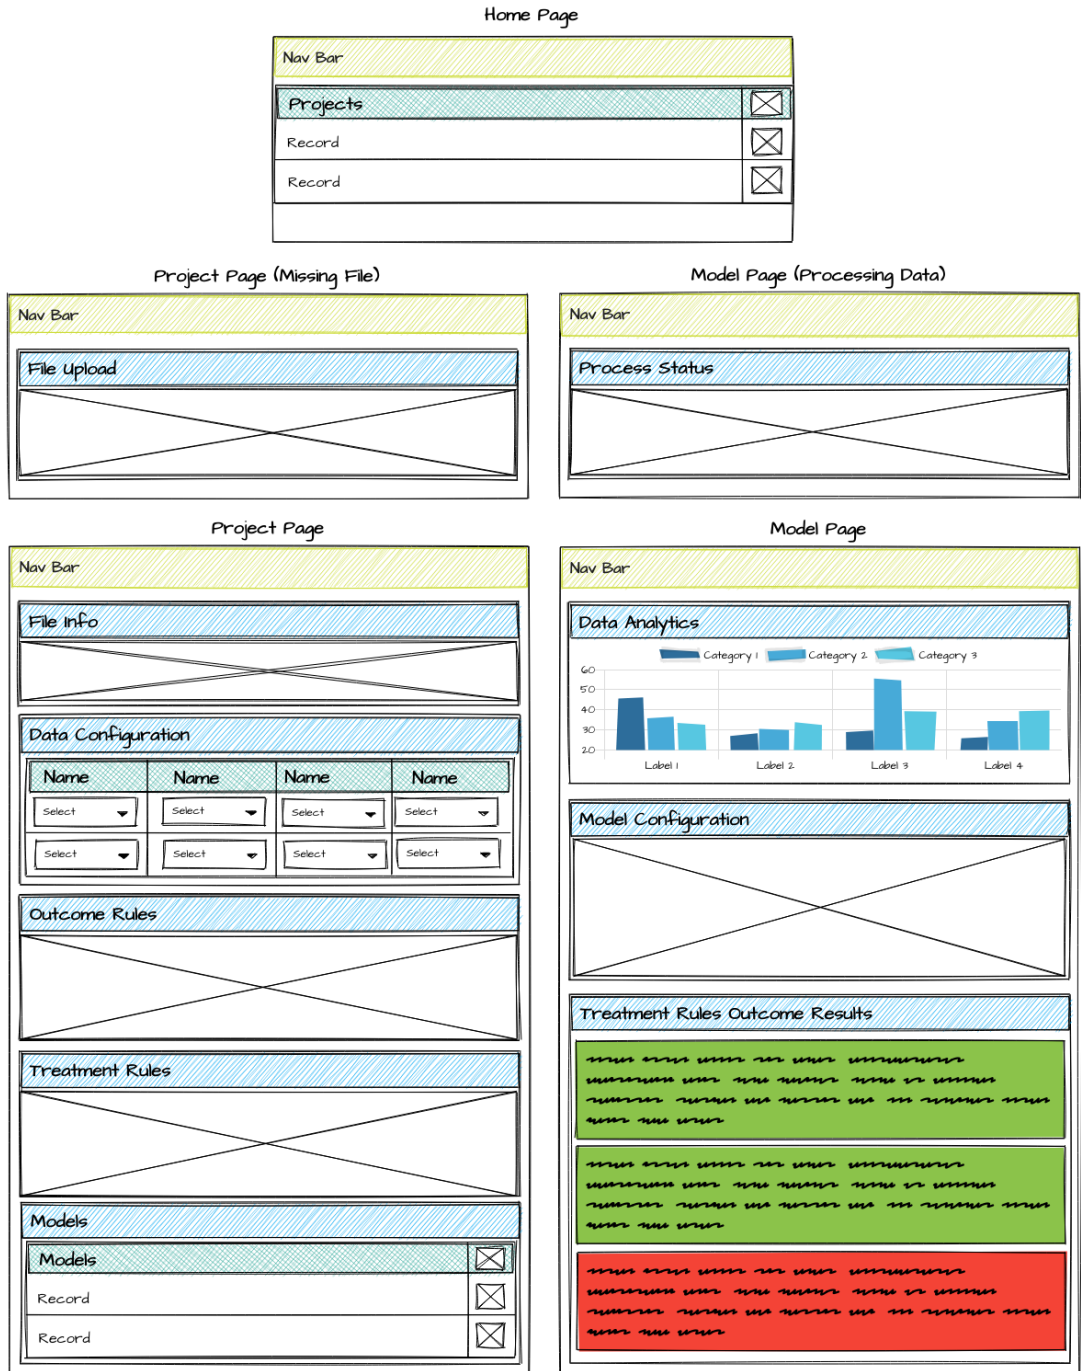 Home Page
Nav Bar
Projects
Record
Record
Project Page (Missing File)
Nav Bar
File Upload
Model Page (Processing Data)
Nav Bar
Process Status
Project Page
Nav Bar
File Info
Data Configuration
Name Name Name Name
Select Select Select Select
Select Select Select Select
Outcome Rules
Treatment Rules
Models
Models
Record
Record
Model Page
Nav Bar
Data Analytics
Category 1 Category 2 Category 3
60
50
40
30
20
Label 1 Label 2 Label 3 Label 4
Model Configuration
Treatment Rules Outcome Results